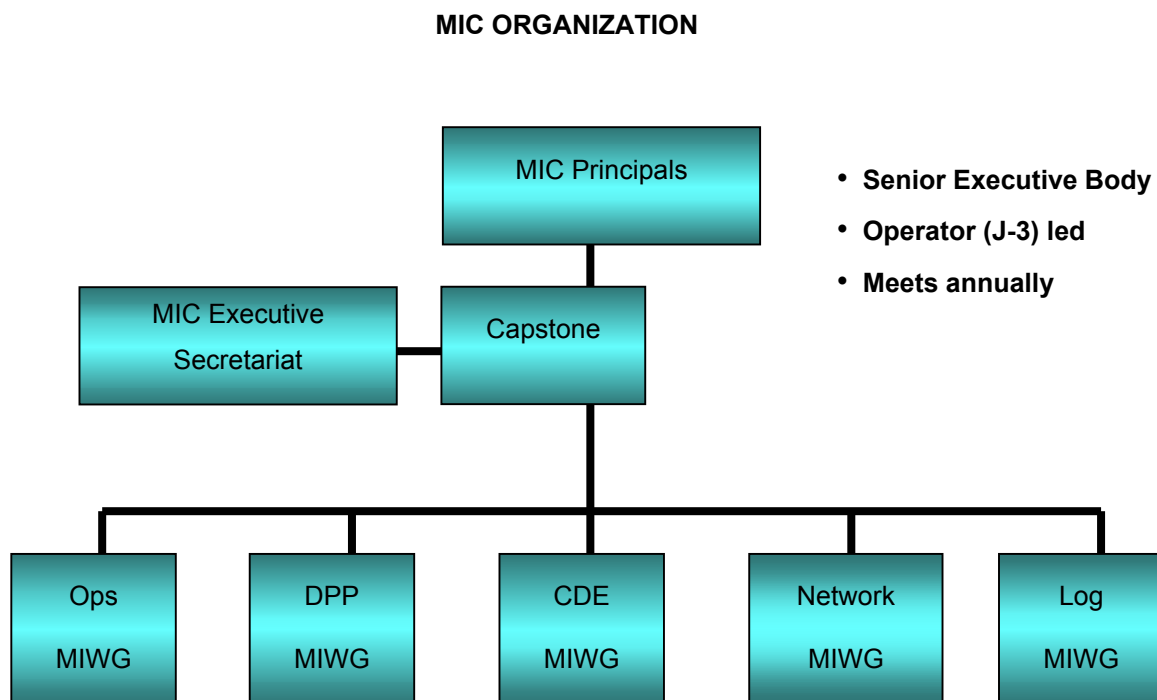 MIC ORGANIZATION
MIC Principals
• Senior Executive Body
• Operator (J-3) led
• Meets annually
MIC Executive
Secretariat
Capstone
Ops
MIWG
DPP
MIWG
CDE
MIWG
Network
MIWG
Log
MIWG